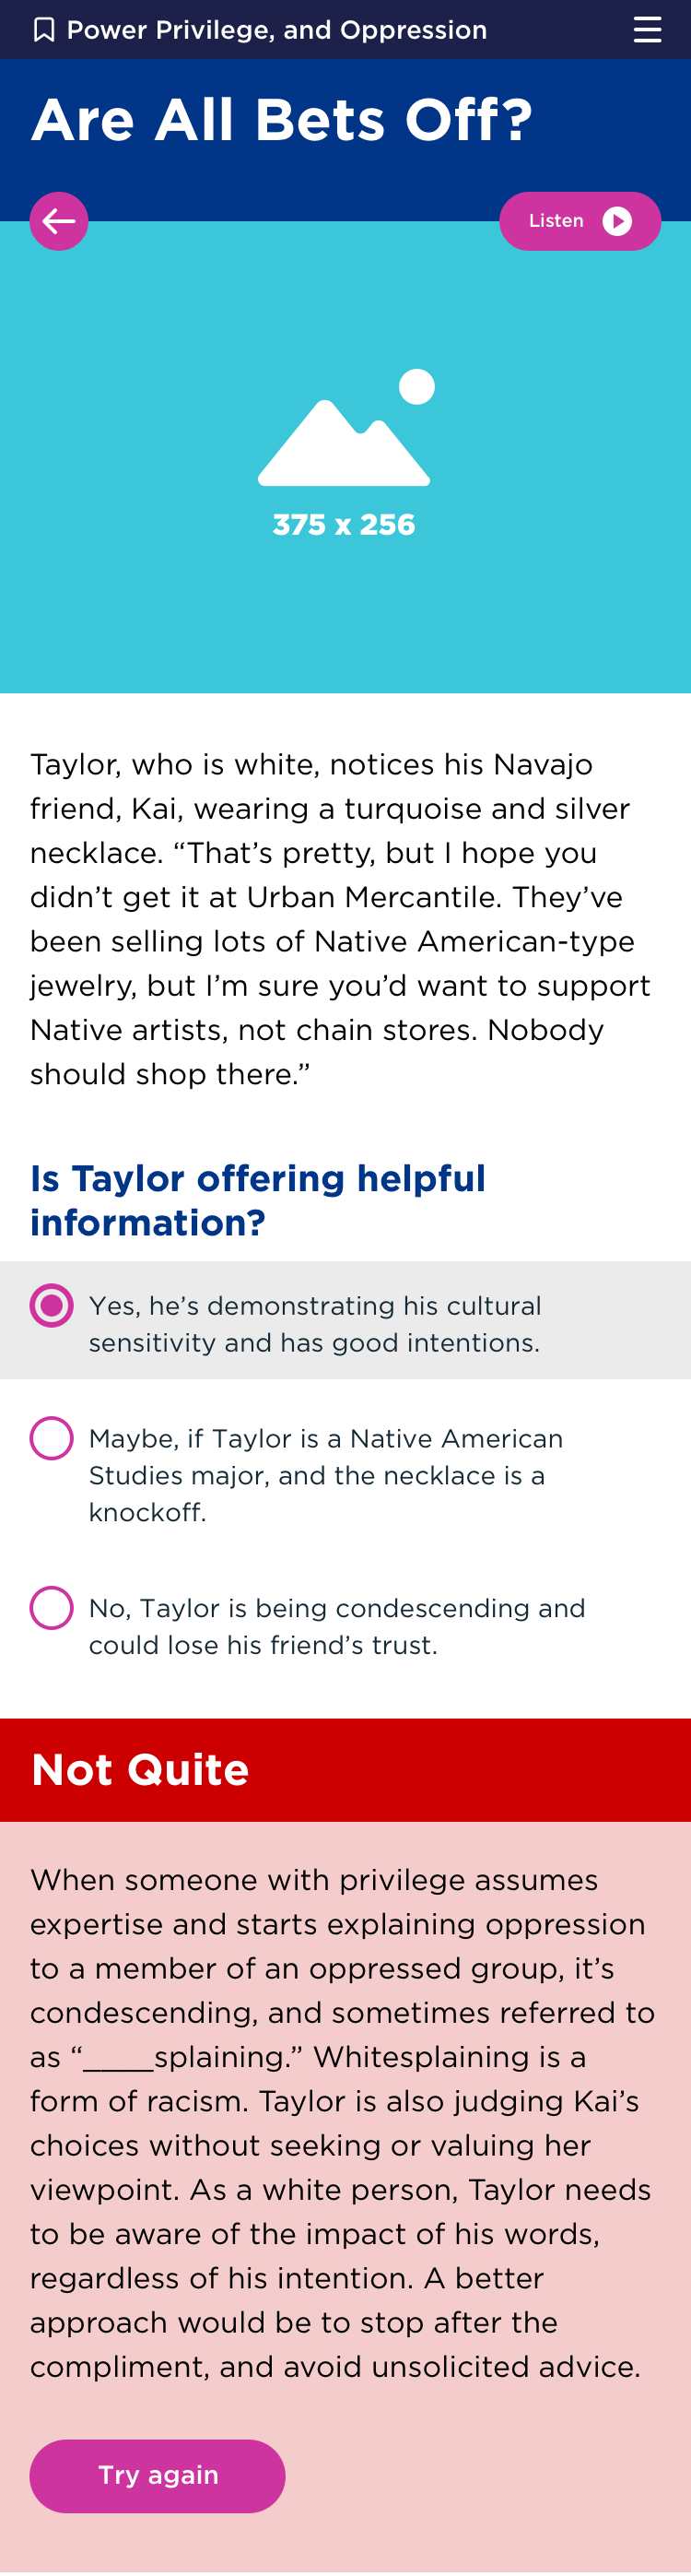 Power Privilege, and Oppression
Are All Bets Off?
Listen
375 x 256
Taylor, who is white, notices his Navajo
friend, Kai, wearing a turquoise and silver
necklace. “That’s pretty, but I hope you
didn’t get it at Urban Mercantile. They’ve
been selling lots of Native American-type
jewelry, but I’m sure you’d want to support
Native artists, not chain stores. Nobody
should shop there.”
Is Taylor offering helpful
information?
Yes, he’s demonstrating his cultural
sensitivity and has good intentions.
Maybe, if Taylor is a Native American
Studies major, and the necklace is a
knockoff.
No, Taylor is being condescending and
could lose his friend’s trust.
Not Quite
When someone with privilege assumes
expertise and starts explaining oppression
to a member of an oppressed group, it’s
condescending, and sometimes referred to
as “____splaining.” Whitesplaining is a
form of racism. Taylor is also judging Kai’s
choices without seeking or valuing her
viewpoint. As a white person, Taylor needs
to be aware of the impact of his words,
regardless of his intention. A better
approach would be to stop after the
compliment, and avoid unsolicited advice.
Try again